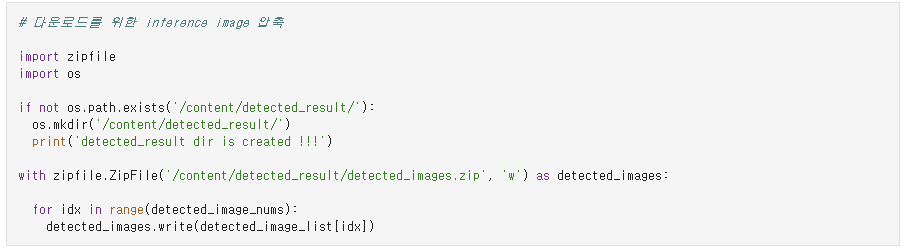 # 다운로드를 위한 inference image 압축
import zipfile
import os
if not os.path.exists('/content/detected_result/'):
os.mkdir('/content/detected_result/')
print('detected_result dir is created !!!')
with zipfile.ZipFile('/content/detected_result/detected_images.zip', 'w') as detected_images:
for idx in range(detected_image_nums):
detected_images.write(detected_image_list[idx])